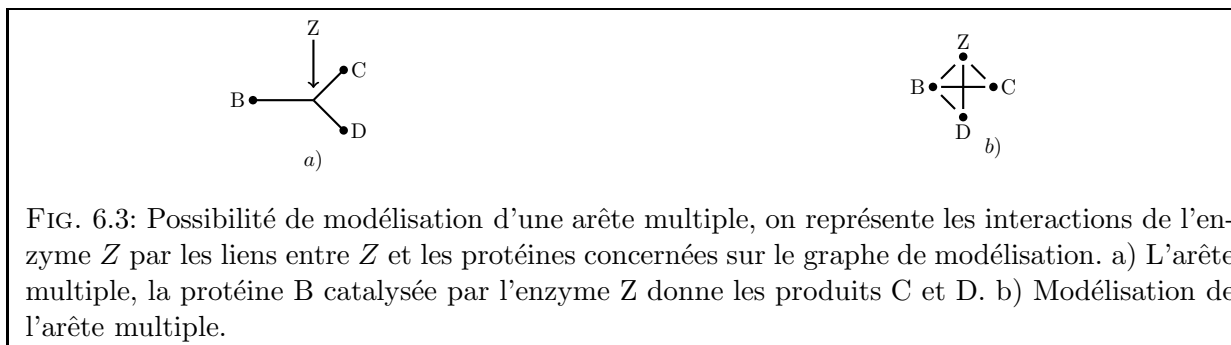 Z
C
B
D
a)
Z
B
C
D
b)
FIG. 6.3: Possibilité de modélisation d'une arête multiple, on représente les interactions de l'en-
zyme Z par les liens entre Z et les protéines concernées sur le graphe de modélisation. a) L'arête
multiple, la protéine B catalysée par l'enzyme Z donne les produits C et D. b) Modélisation de
l'arête multiple.